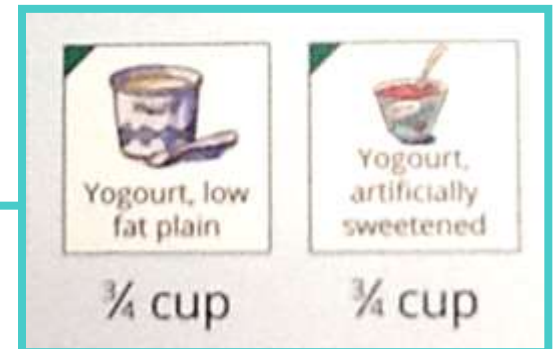 Yogourt, low
fat plain
¾ cup
Yogourt,
artificially
sweetened
¾ cup